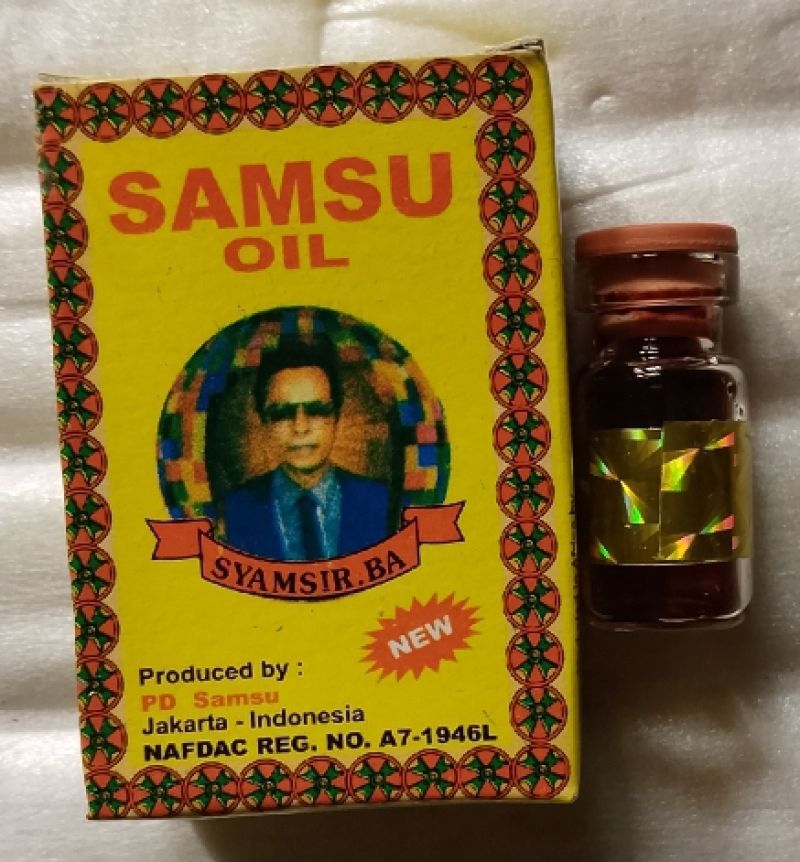 SAMSU
OIL
SYAMSIR.BA
NEW
Produced by :
PD Samsu
Jakarta - Indonesia
NAFDAC REG. NO. A7-1946L